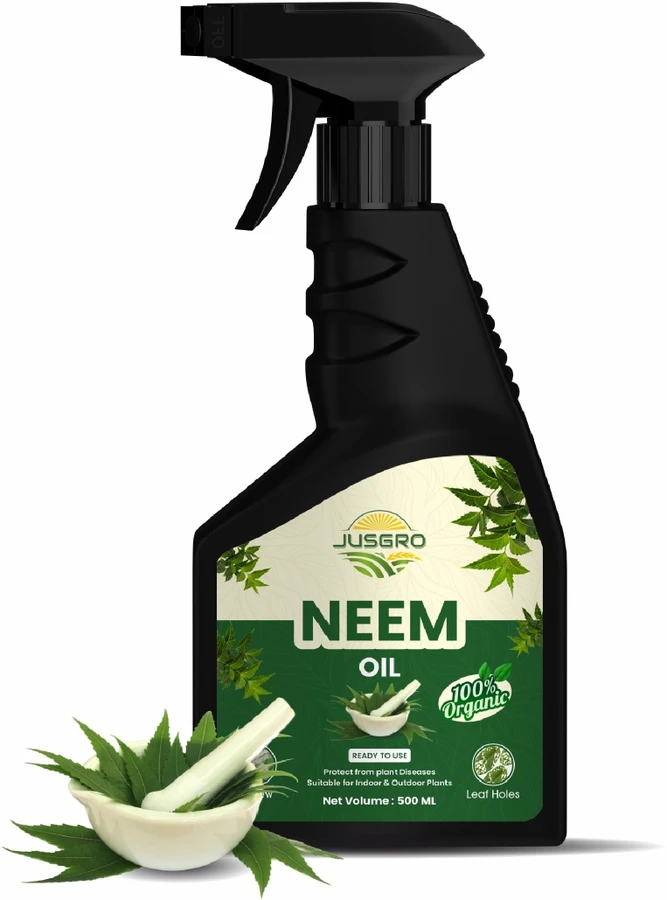 OFF
JUSGRO
NEEM
OIL
100%
Organic
READY TO USE
Protect from plant Diseases
Suitable for Indoor & Outdoor Plants
Net Volume : 500 ML
Leaf Holes